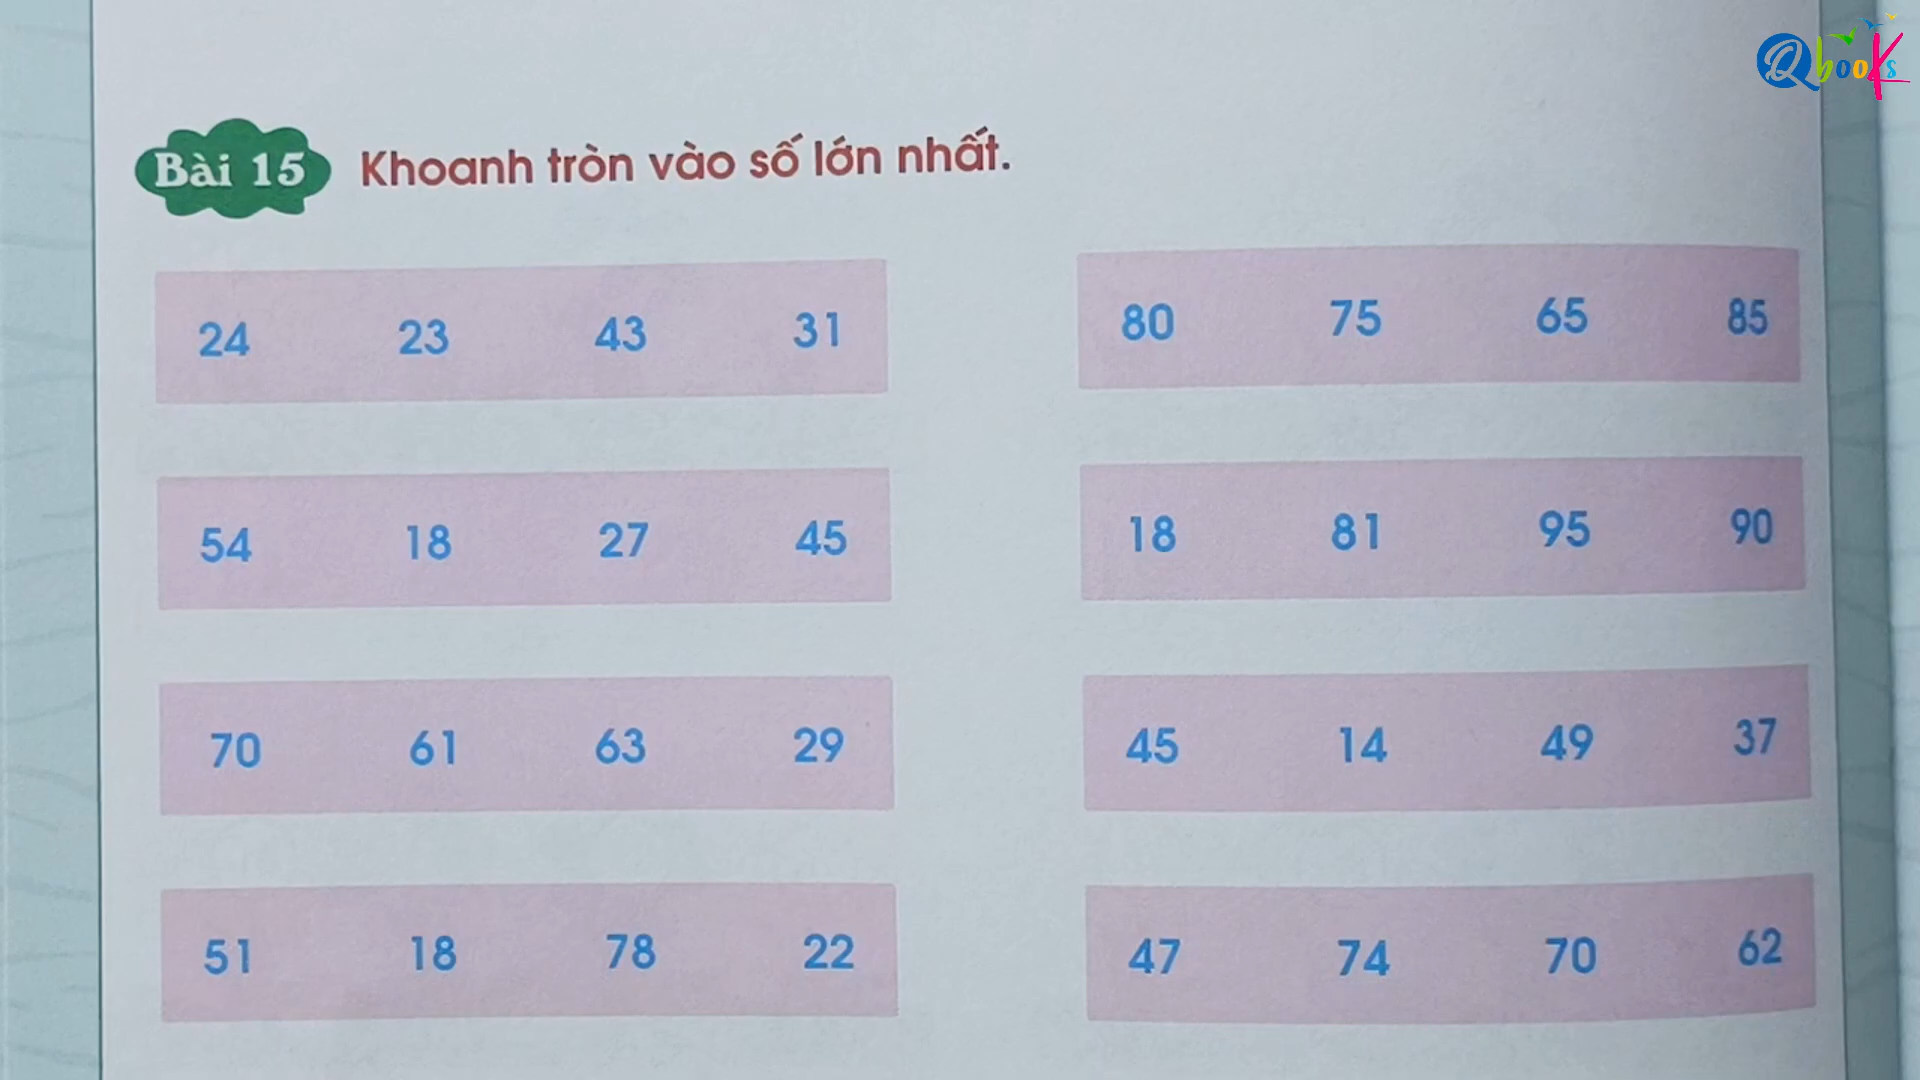 Qbooks
Bài 15 Khoanh tròn vào số lớn nhất.
24 23 43 31
80 75 65 85
54 18 27 45
18 81 95 90
70 61 63 29
45 14 49 37
51 18 78 22
47 74 70 62